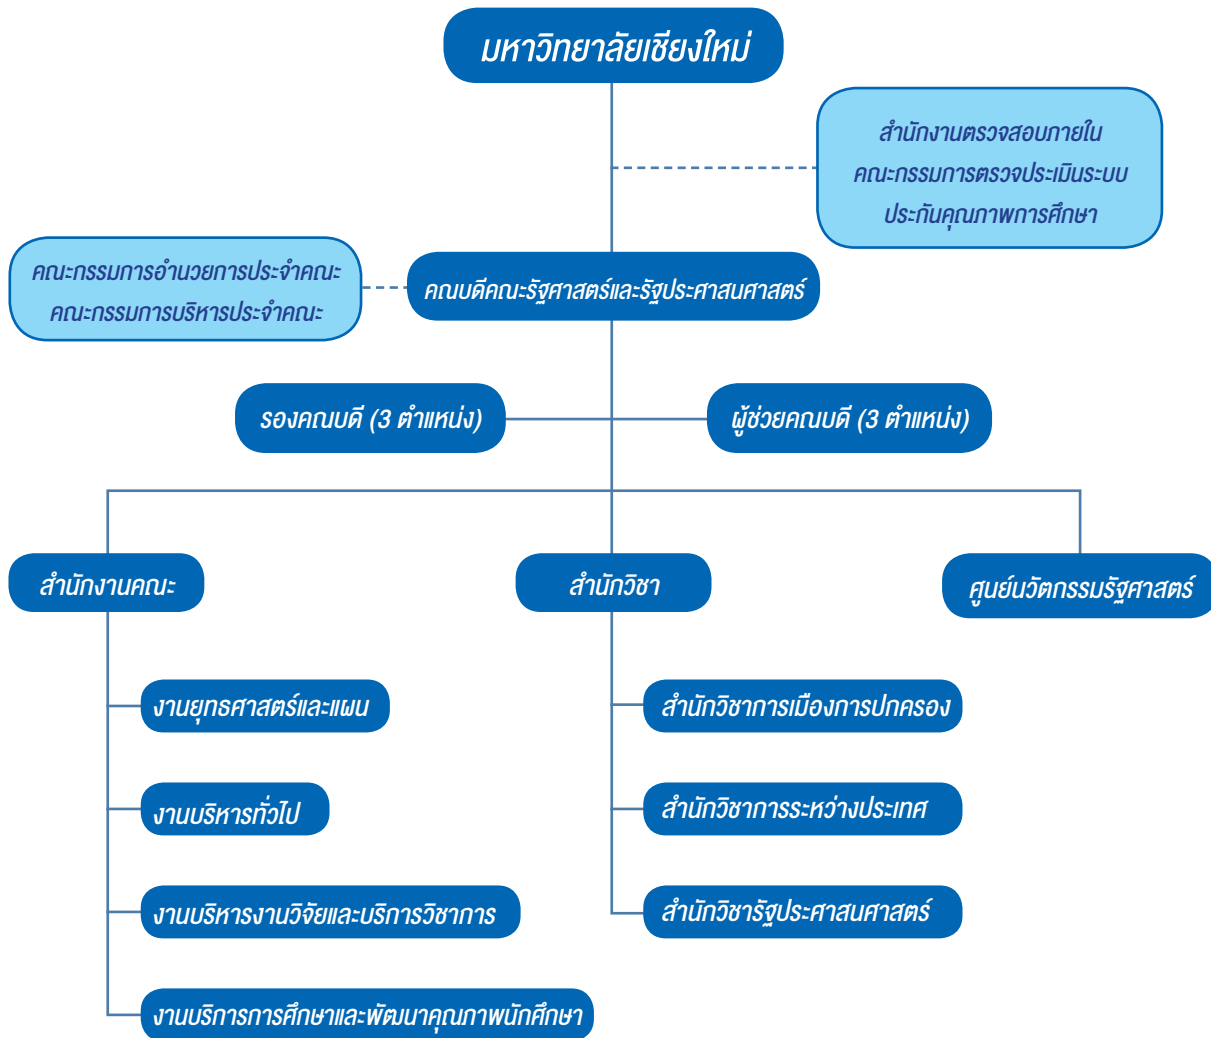 มหาวิทยาลัยเชียงใหม่
สำนักงานตรวจสอบภายใน
คณะกรรมการตรวจประเมินระบบ
ประกันคุณภาพการศึกษา
คณะกรรมการอำนวยการประจำคณะ
คณะกรรมการบริหารประจำคณะ
คณบดีคณะรัฐศาสตร์และรัฐประศาสนศาสตร์
รองคณบดี (3 ตำแหน่ง)
ผู้ช่วยคณบดี (3 ตำแหน่ง)
สำนักงานคณะ
สำนักวิชา
ศูนย์นวัตกรรมรัฐศาสตร์
งานยุทธศาสตร์และแผน
สำนักวิชาการเมืองการปกครอง
งานบริหารทั่วไป
สำนักวิชาการระหว่างประเทศ
งานบริหารงานวิจัยและบริการวิชาการ
สำนักวิชารัฐประศาสนศาสตร์
งานบริการการศึกษาและพัฒนาคุณภาพนักศึกษา